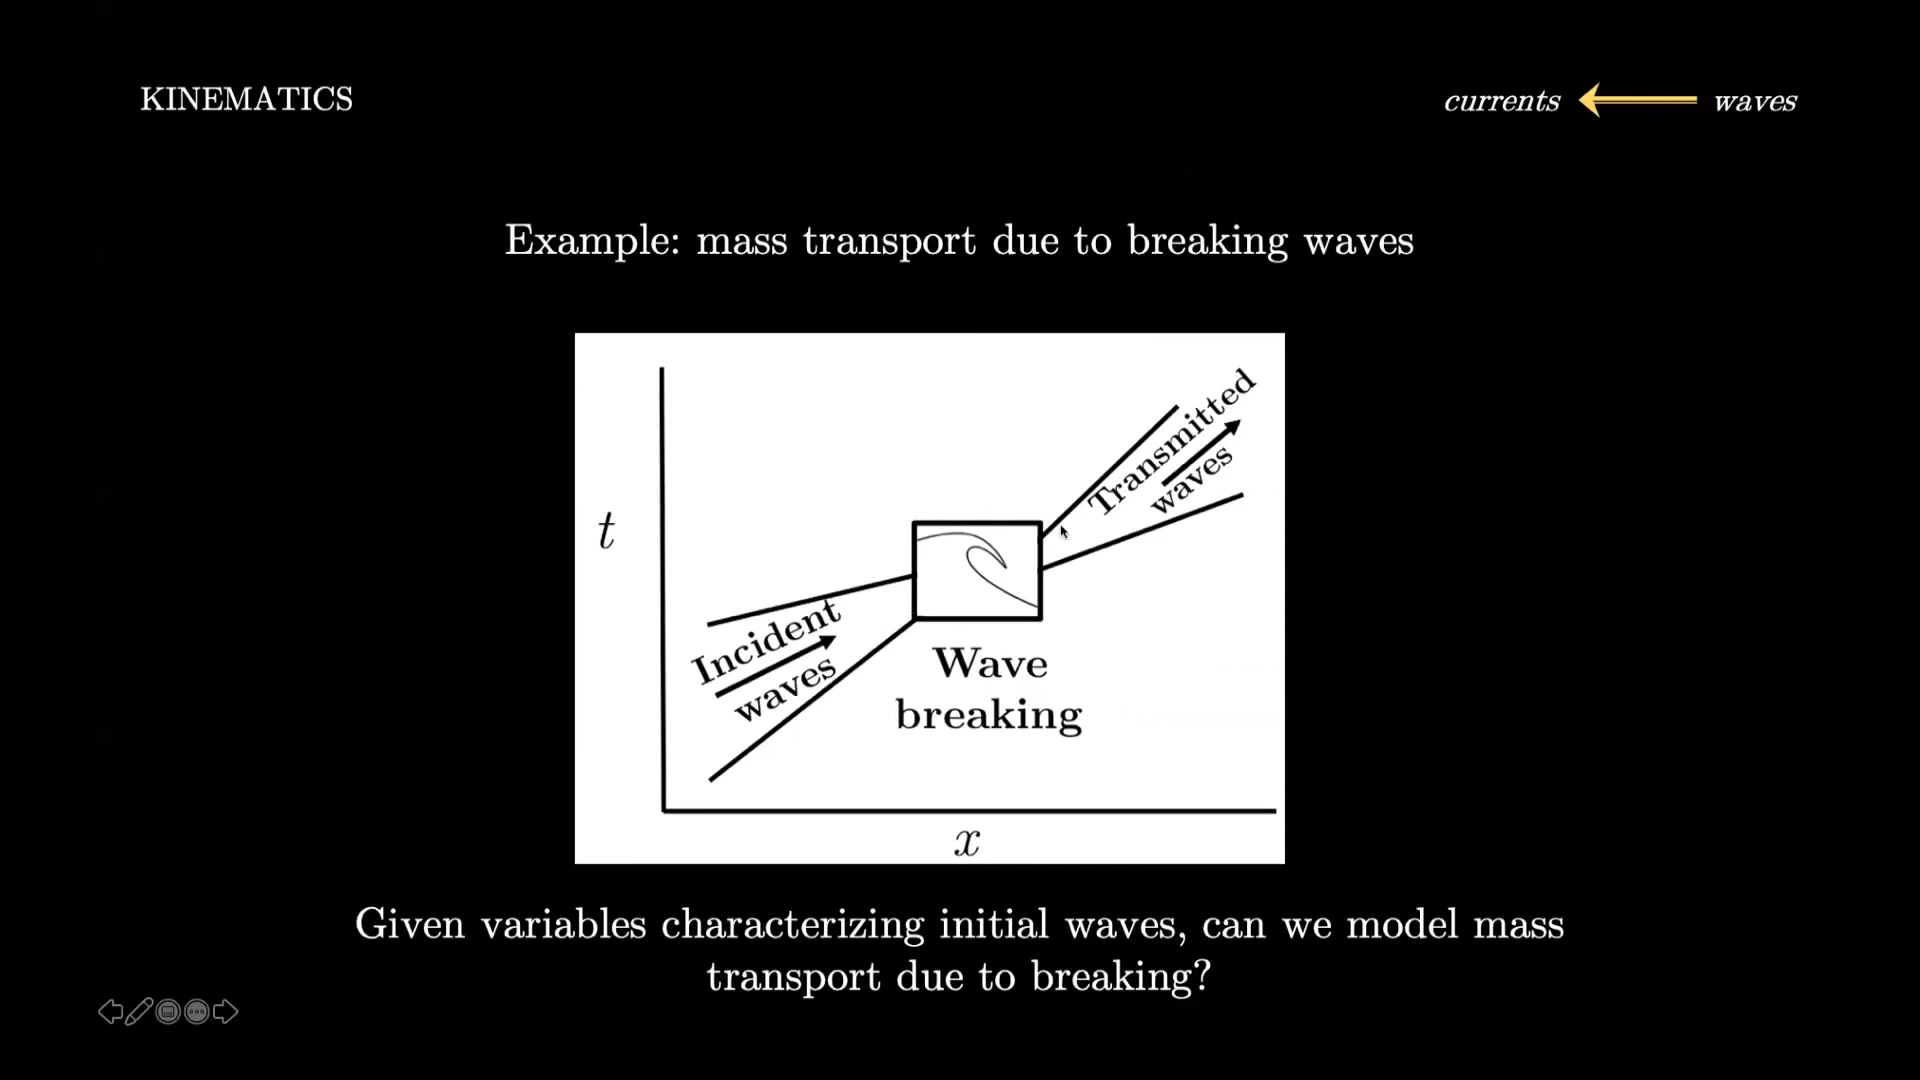 KINEMATICS
currents waves
Example: mass transport due to breaking waves
t
Transmitted
waves
Incident
waves
Wave
breaking
x
Given variables characterizing initial waves, can we model mass
transport due to breaking?